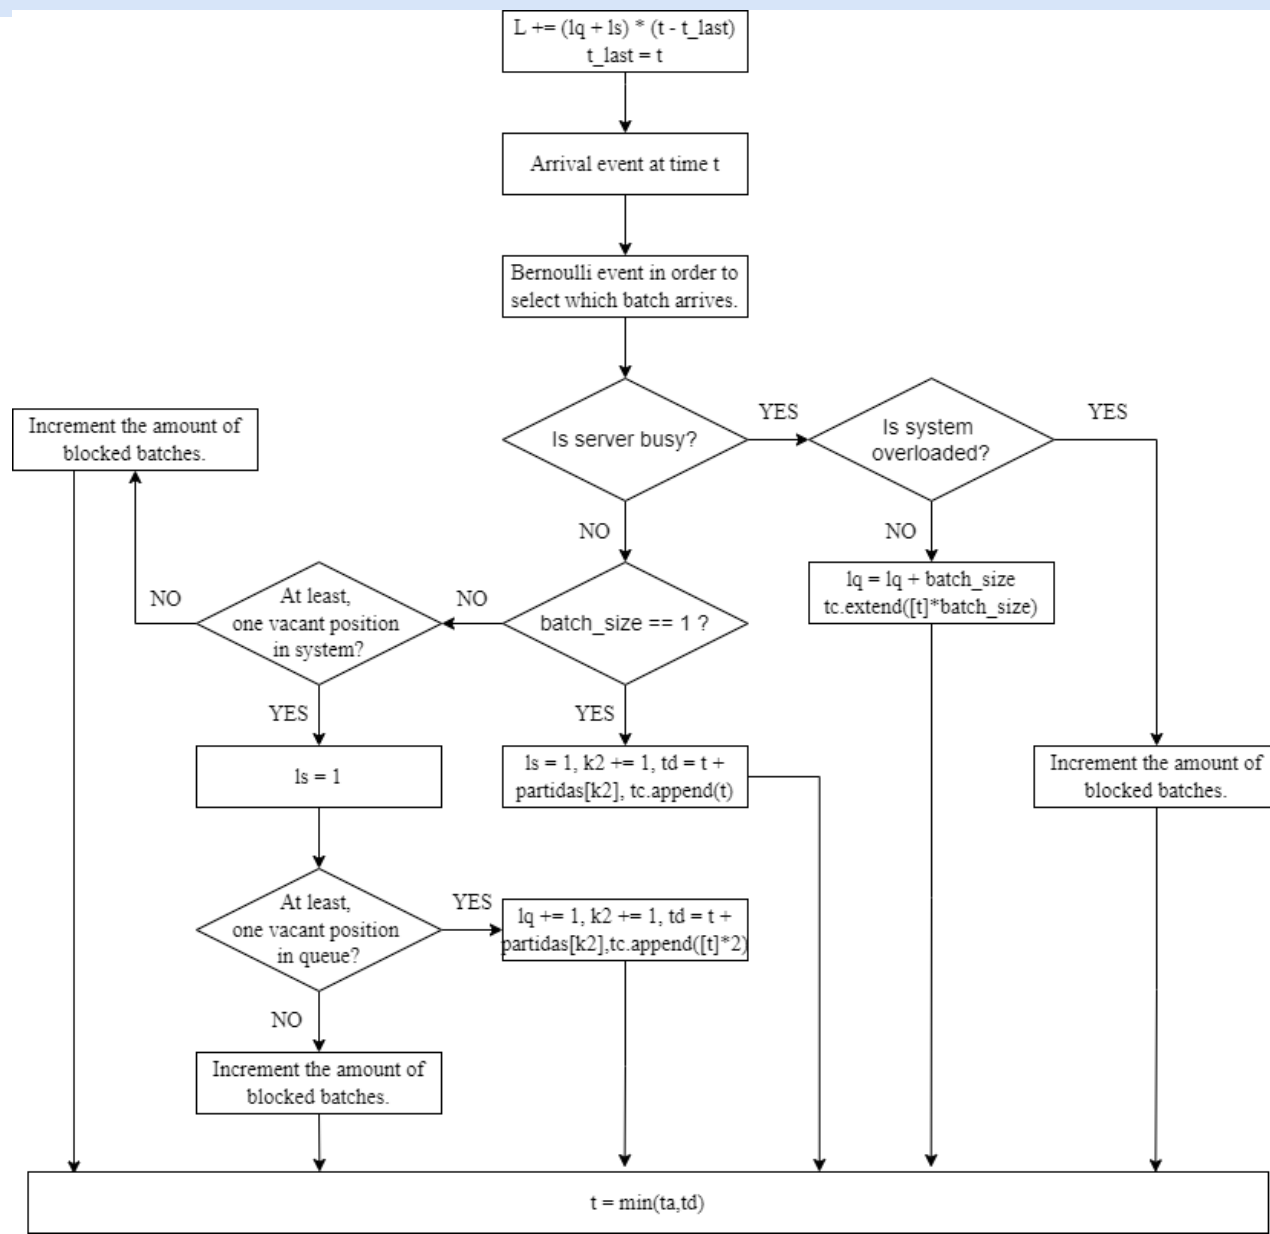 L += (lq + ls) * (t - t_last)
t_last = t
Arrival event at time t
Bernoulli event in order to
select which batch arrives.
Is server busy?
YES
Is system
overloaded?
YES
Increment the amount of
blocked batches.
NO
NO
lq = lq + batch_size
tc.extend([t]*batch_size)
batch_size == 1 ?
NO
At least,
one vacant position
in system?
NO
YES
YES
ls = 1
ls = 1, k2 += 1, td = t +
partidas[k2], tc.append(t)
Increment the amount of
blocked batches.
At least,
one vacant position
in queue?
YES
lq += 1, k2 += 1, td = t +
partidas[k2],tc.append([t]*2)
NO
Increment the amount of
blocked batches.
t = min(ta,td)